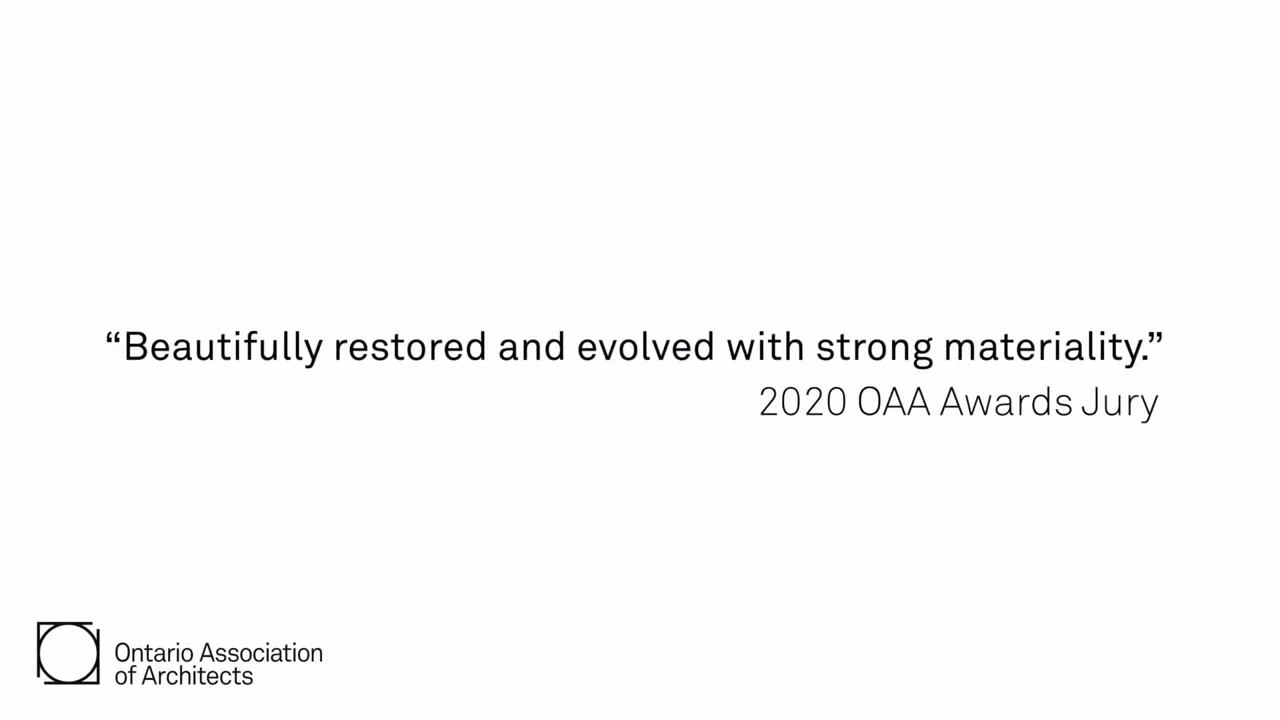 “Beautifully restored and evolved with strong materiality.”
2020 OAA Awards Jury
Ontario Association
of Architects